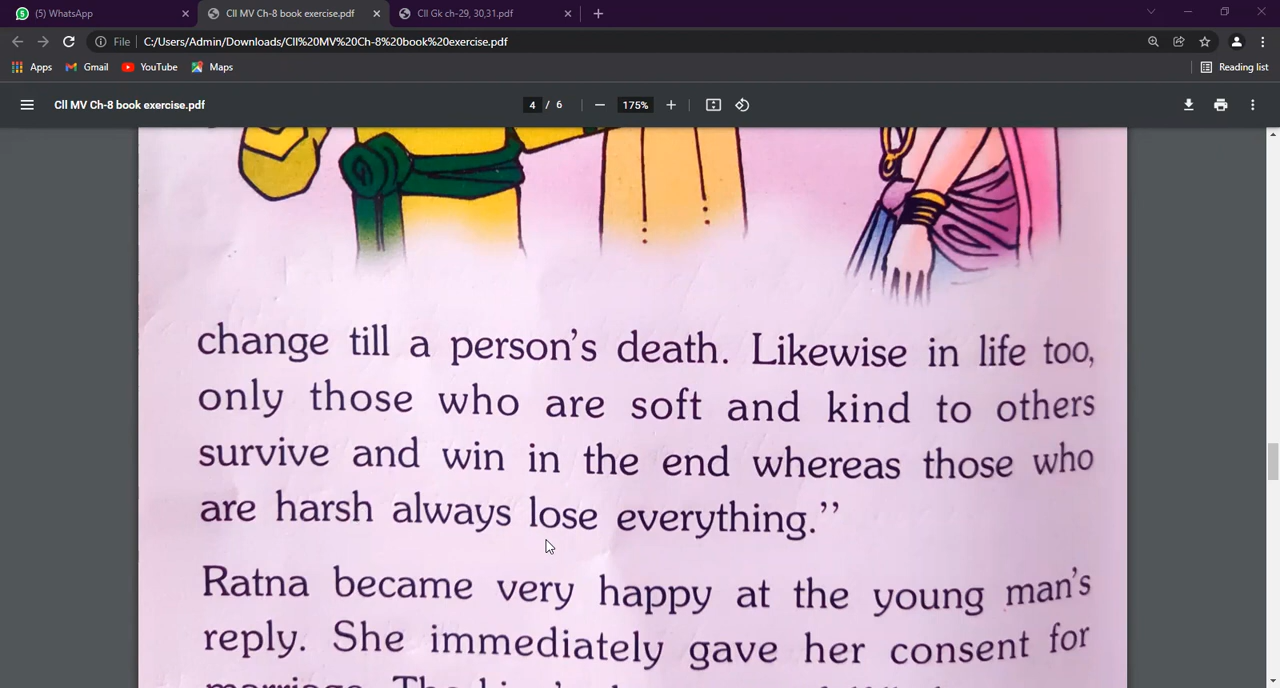 (5) WhatsApp
Cll MV Ch-8 book exercise.pdf
Cll Gk ch-29, 30,31.pdf
File C:/Users/Admin/Downloads/Cll%20MV%20Ch-8%20book%20exercise.pdf
Apps Gmail YouTube Maps Reading list
Cll MV Ch-8 book exercise.pdf 4 / 6 175%
change till a person's death. Likewise in life too,
only those who are soft and kind to others
survive and win in the end whereas those who
are harsh always lose everything.’’
Ratna became very happy at the young man's
reply. She immediately gave her consent for